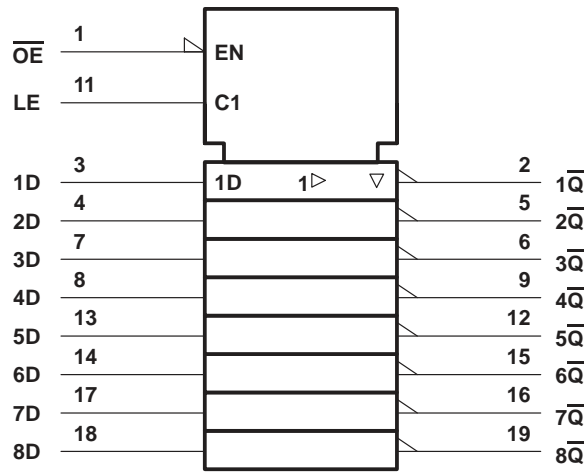 O̅E̅ 1 EN
LE 11 C1
1D 3 1D 1▷ ▽ 2 1Q̅
2D 4 5 2Q̅
3D 7 6 3Q̅
4D 8 9 4Q̅
5D 13 12 5Q̅
6D 14 15 6Q̅
7D 17 16 7Q̅
8D 18 19 8Q̅